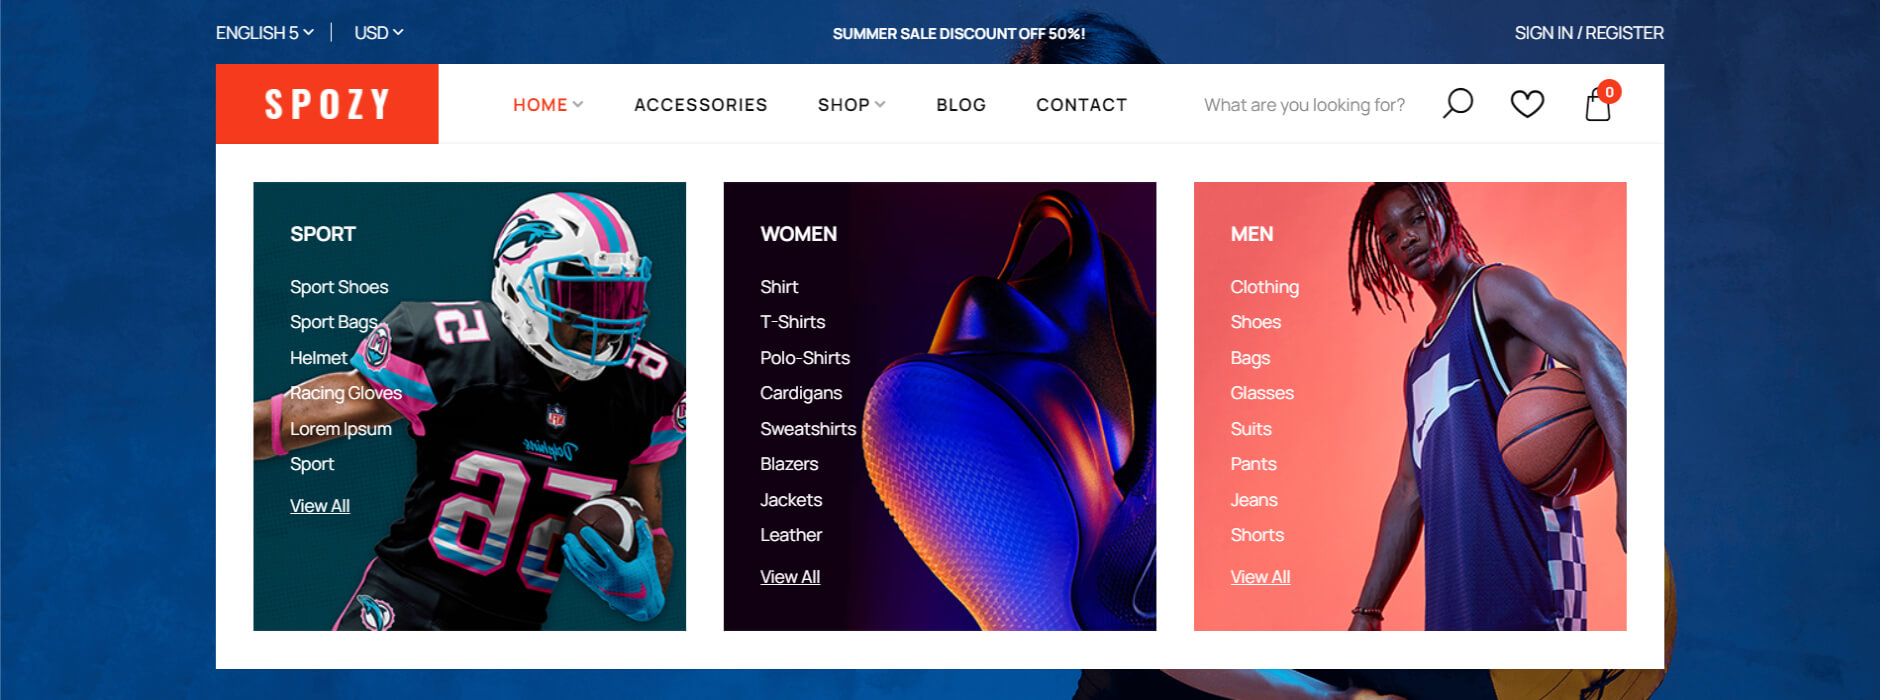 ENGLISH 5 USD SUMMER SALE DISCOUNT OFF 50%! SIGN IN / REGISTER
SPOZY HOME ACCESSORIES SHOP BLOG CONTACT What are you looking for? 0
SPORT
Sport Shoes
Sport Bags
Helmet
Racing Gloves
Lorem Ipsum
Sport
View All
WOMEN
Shirt
T-Shirts
Polo-Shirts
Cardigans
Sweatshirts
Blazers
Jackets
Leather
View All
MEN
Clothing
Shoes
Bags
Glasses
Suits
Pants
Jeans
Shorts
View All
Dolphins